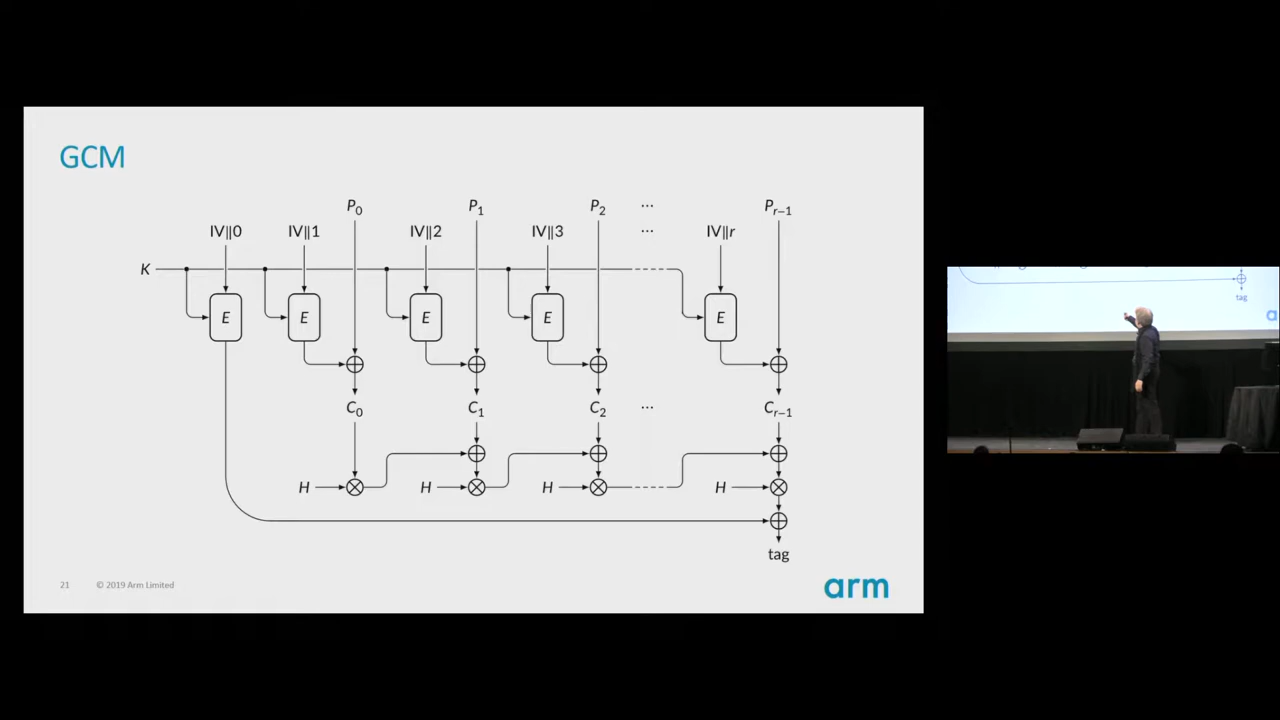 GCM
P0 P1 P2 ... Pr−1
IV||0 IV||1 IV||2 IV||3 ... IV||r
K
E E E E E
C0 C1 C2 ... Cr−1
H H H H
tag
21 © 2019 Arm Limited
arm
tag
a